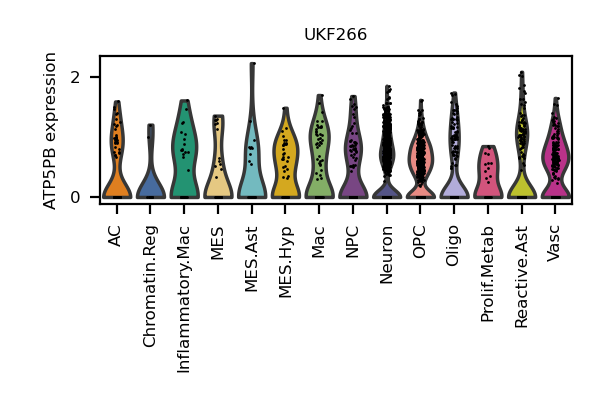 UKF266
ATP5PB expression
2
0
AC
Chromatin.Reg
Inflammatory.Mac
MES
MES.Ast
MES.Hyp
Mac
NPC
Neuron
OPC
Oligo
Prolif.Metab
Reactive.Ast
Vasc